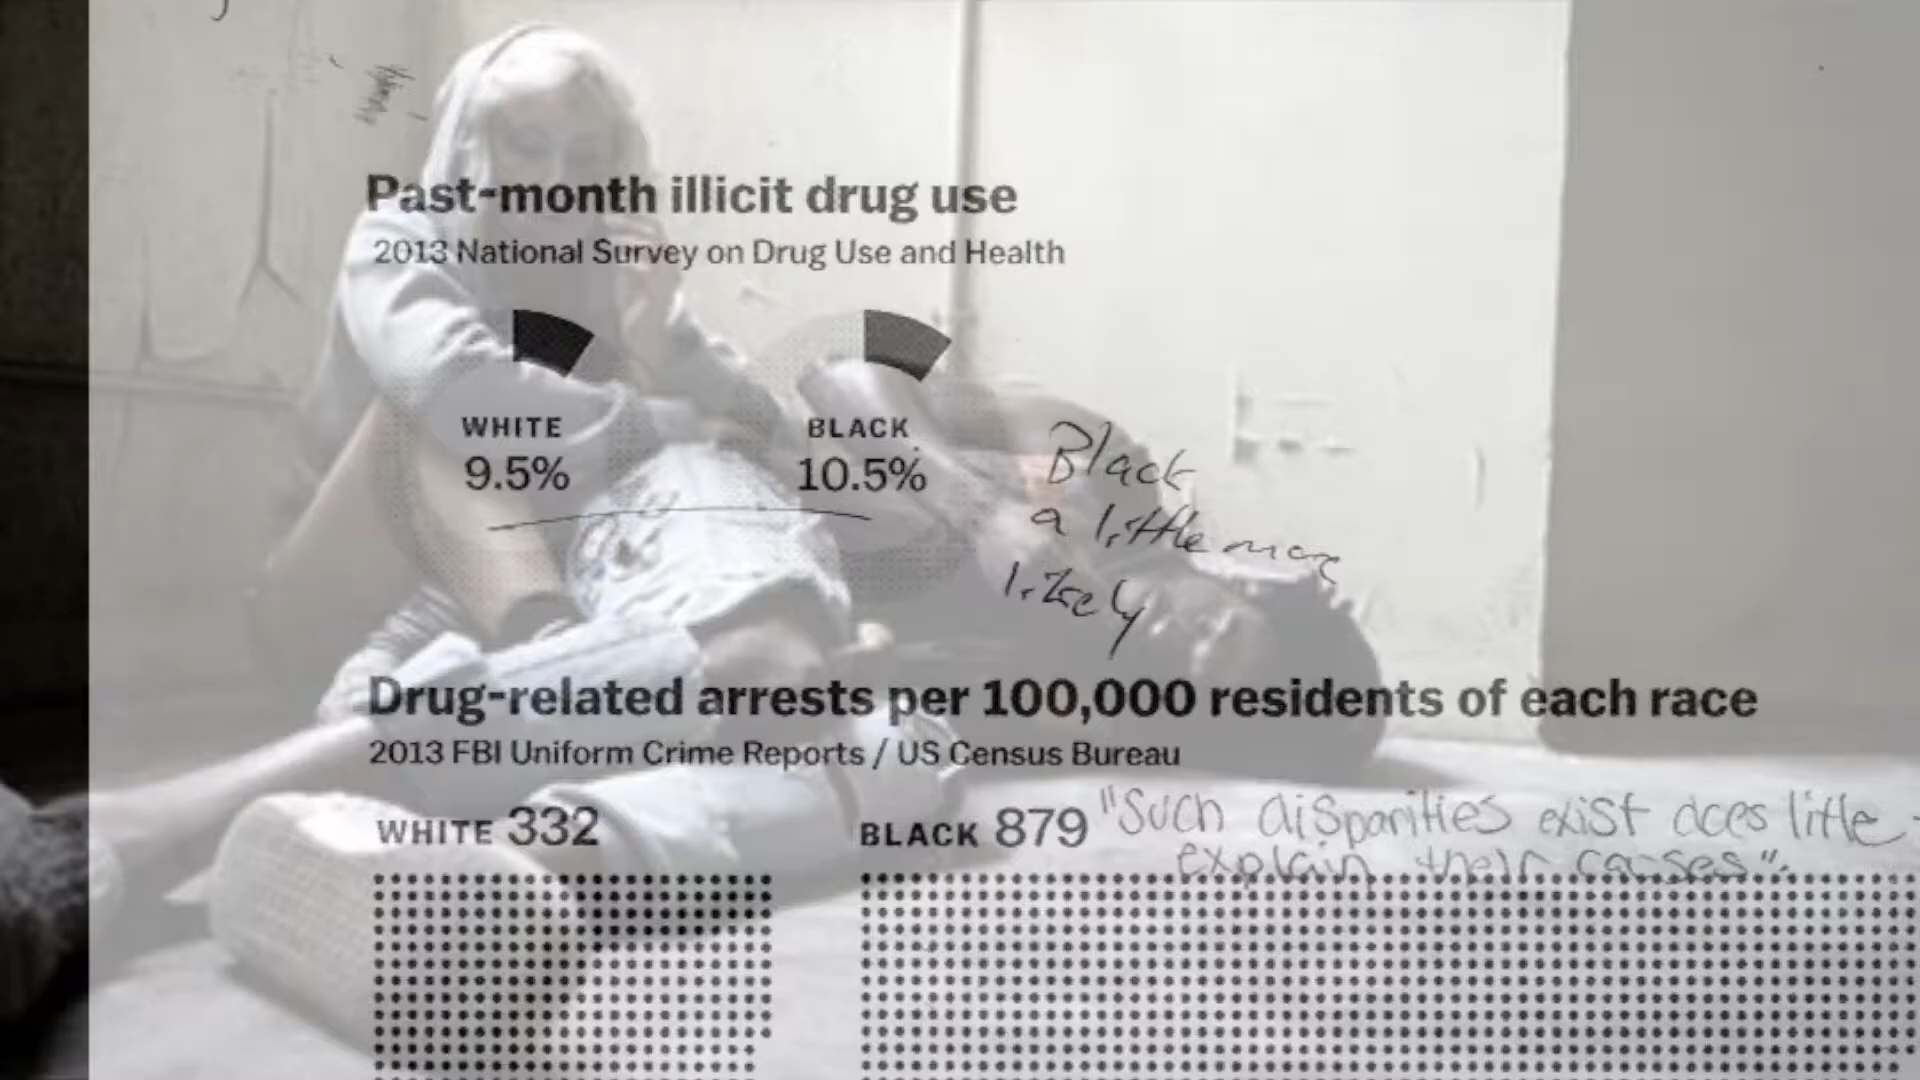 Past-month illicit drug use
2013 National Survey on Drug Use and Health
WHITE
9.5%
BLACK
10.5%
Black
a little more
likely
Drug-related arrests per 100,000 residents of each race
2013 FBI Uniform Crime Reports / US Census Bureau
WHITE 332
BLACK 879
"Such disparities exist does little
explain their causes".